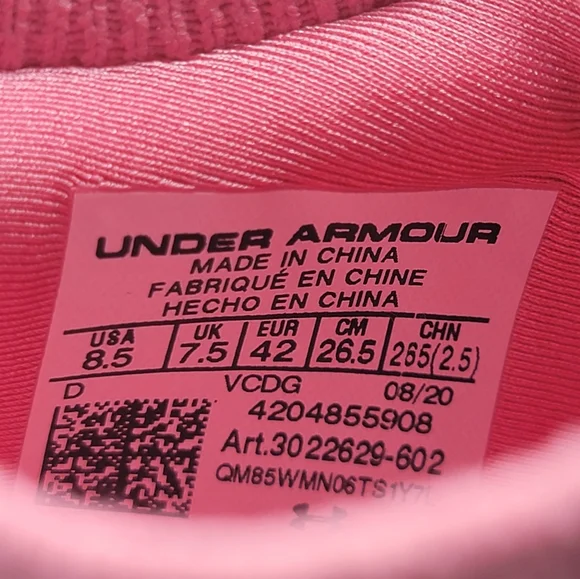 UNDER ARMOUR
MADE IN CHINA
FABRIQUÉ EN CHINE
HECHO EN CHINA
USA UK EUR CM CHN
8.5 7.5 42 26.5 265(2.5)
D VCDG 08/20
4204855908
Art.3022629-602